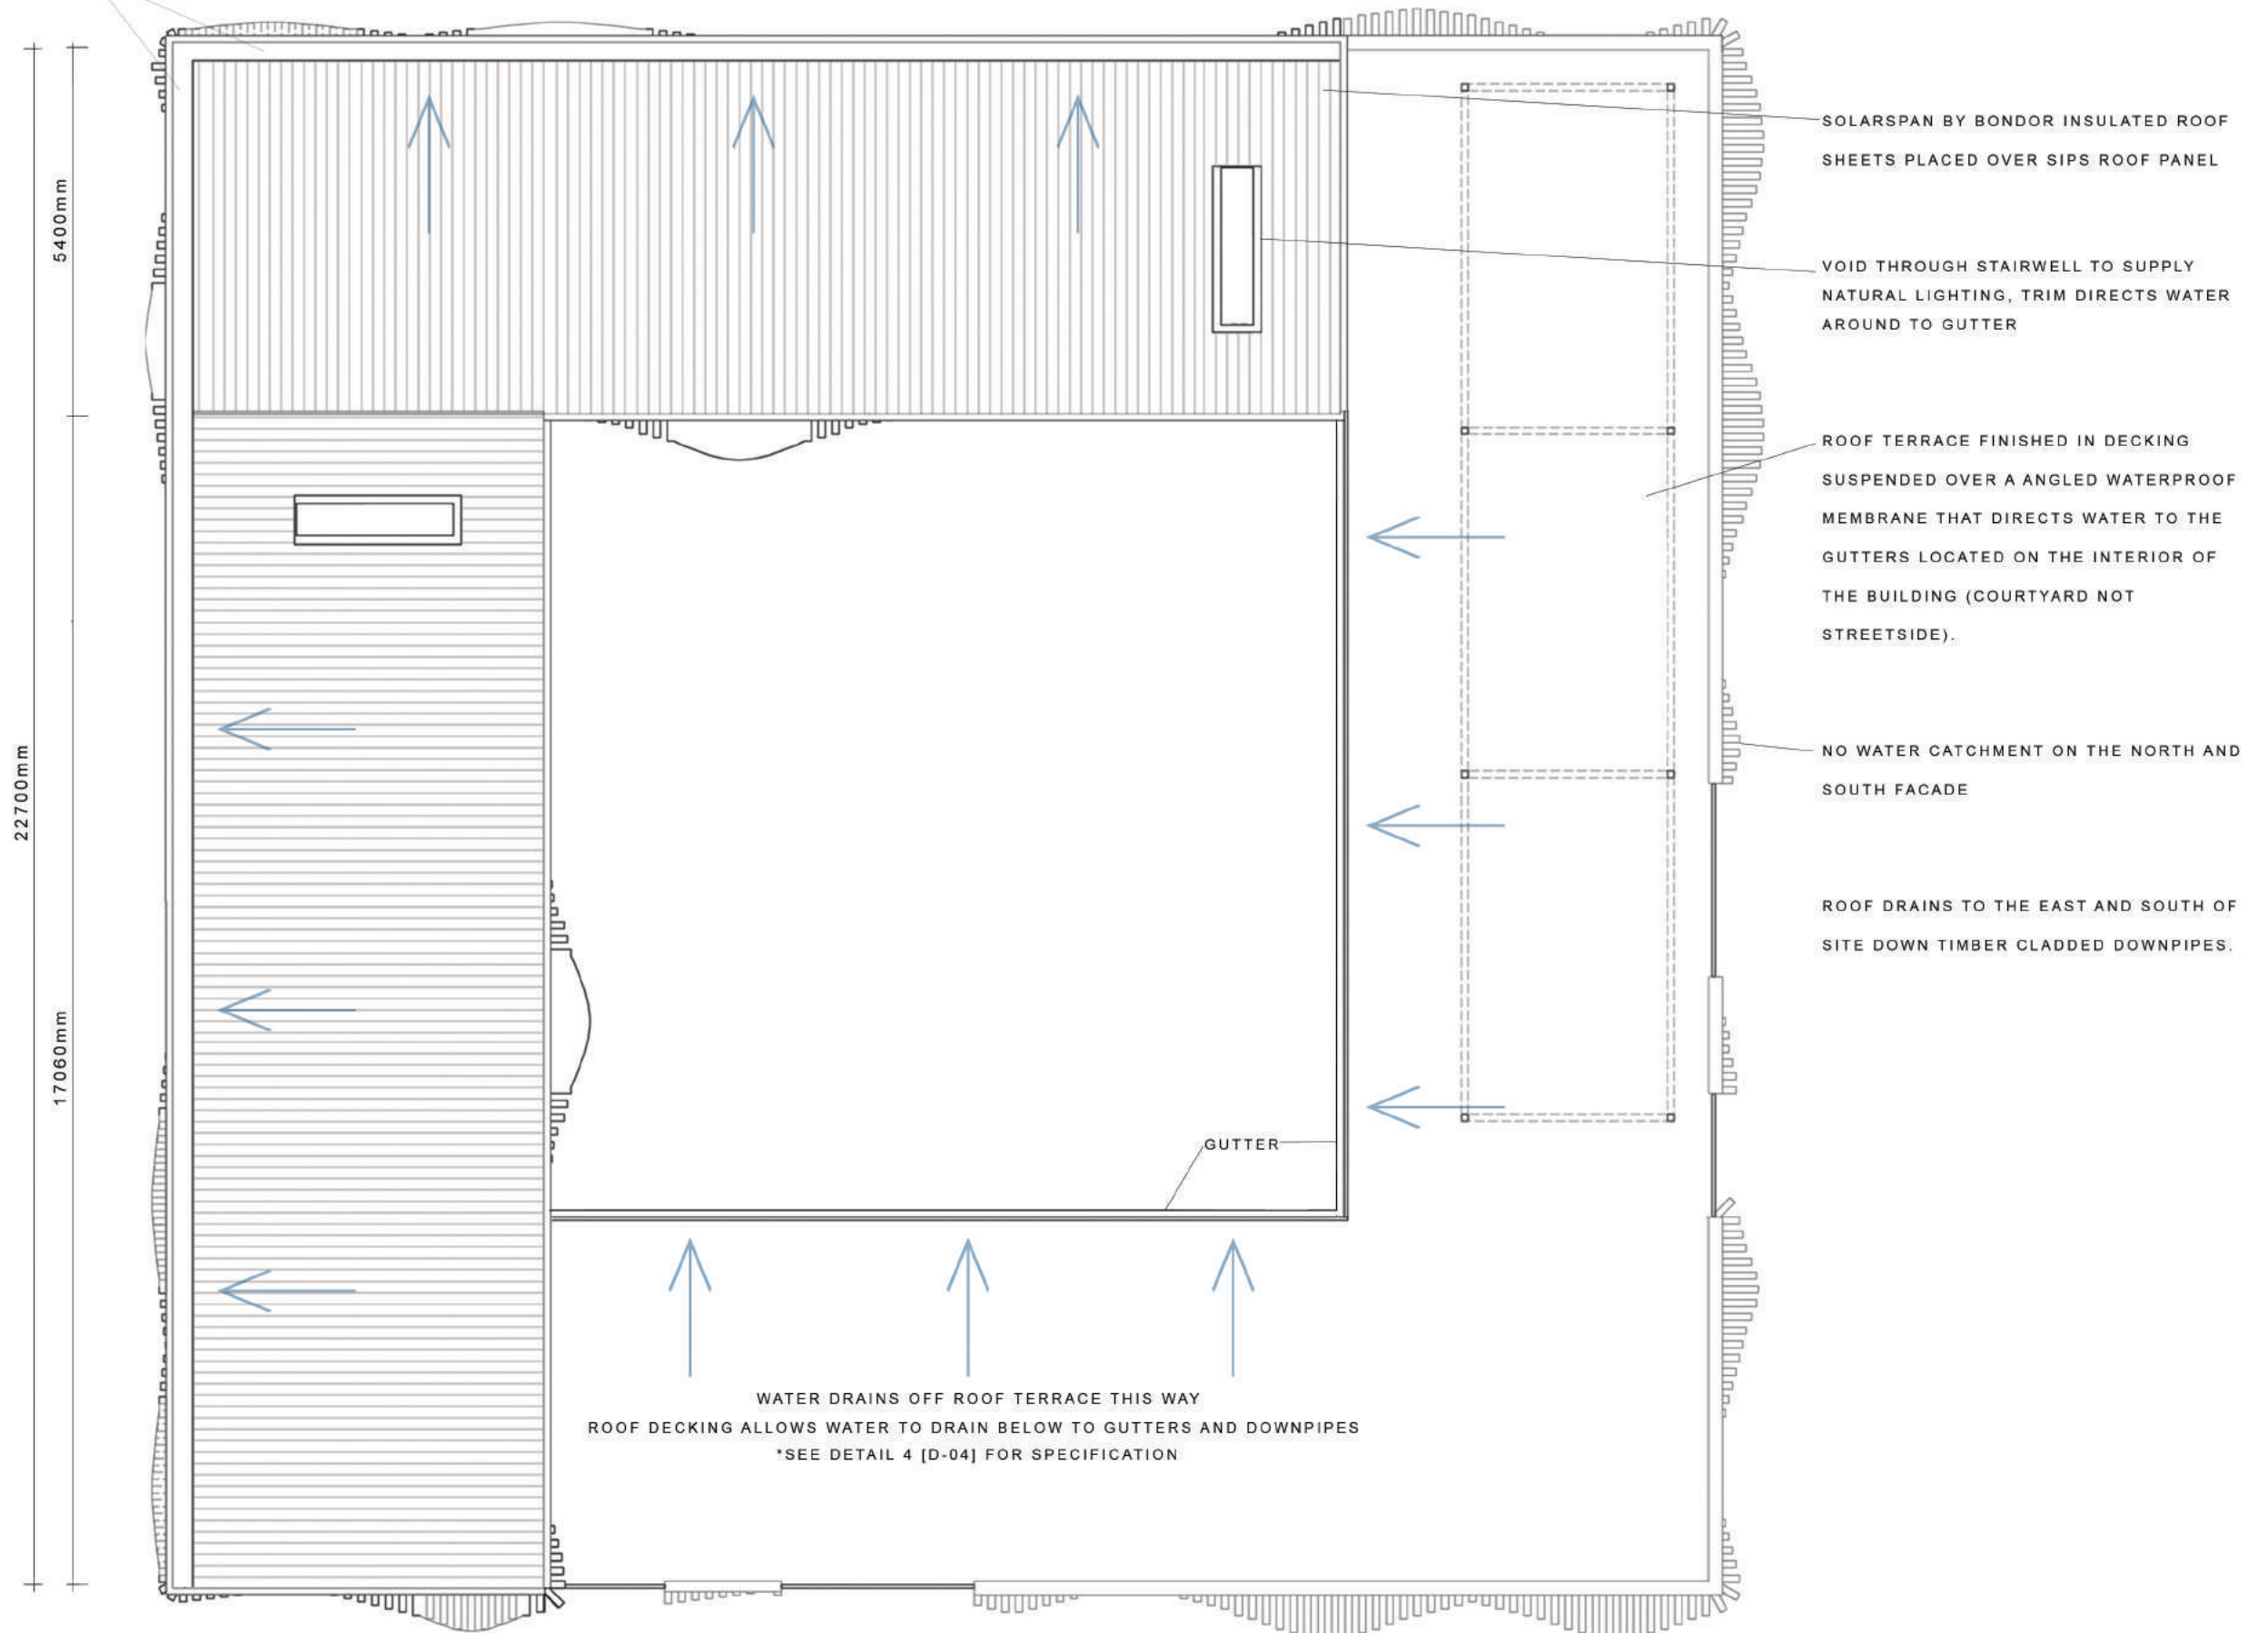 SOLARSPAN BY BONDOR INSULATED ROOF
SHEETS PLACED OVER SIPS ROOF PANEL
VOID THROUGH STAIRWELL TO SUPPLY
NATURAL LIGHTING, TRIM DIRECTS WATER
AROUND TO GUTTER
5400mm
ROOF TERRACE FINISHED IN DECKING
SUSPENDED OVER A ANGLED WATERPROOF
MEMBRANE THAT DIRECTS WATER TO THE
GUTTERS LOCATED ON THE INTERIOR OF
THE BUILDING (COURTYARD NOT
STREETSIDE).
22700mm
NO WATER CATCHMENT ON THE NORTH AND
SOUTH FACADE
ROOF DRAINS TO THE EAST AND SOUTH OF
SITE DOWN TIMBER CLADDED DOWNPIPES.
17060mm
GUTTER
WATER DRAINS OFF ROOF TERRACE THIS WAY
ROOF DECKING ALLOWS WATER TO DRAIN BELOW TO GUTTERS AND DOWNPIPES
*SEE DETAIL 4 [D-04] FOR SPECIFICATION